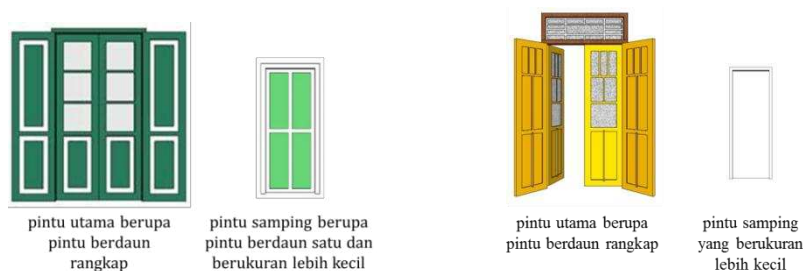 pintu utama berupa
pintu berdaun
rangkap
pintu samping berupa
pintu berdaun satu dan
berukuran lebih kecil
pintu utama berupa
pintu berdaun rangkap
pintu samping
yang berukuran
lebih kecil